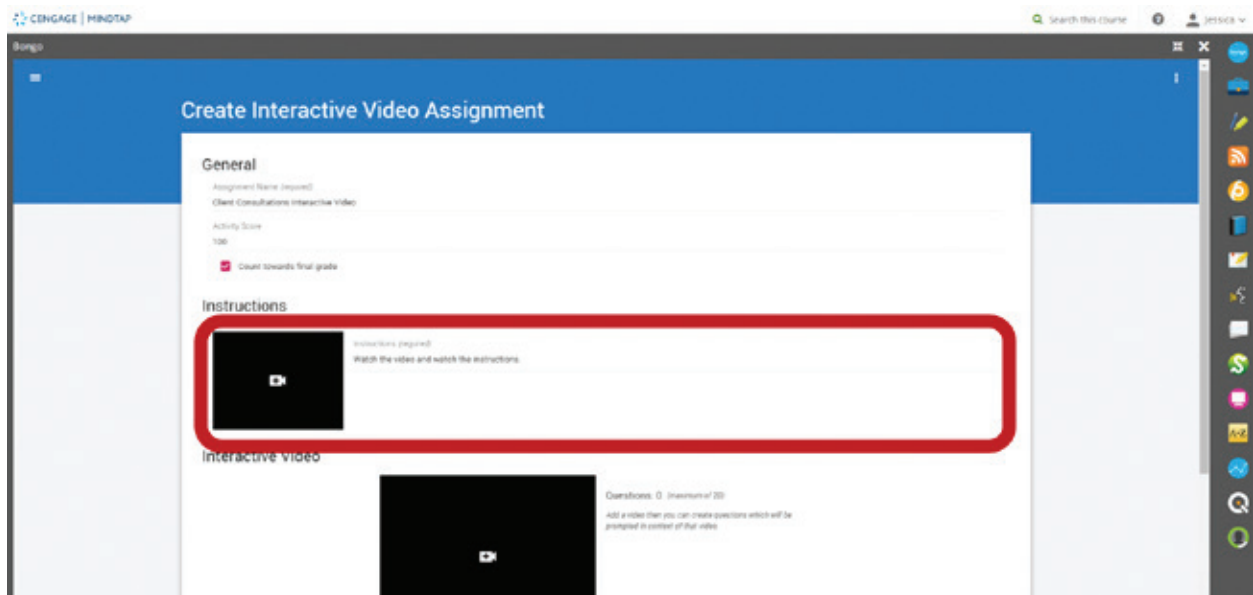 CENGAGE | MINDTAP
Search this course
Jessica
Bongo
Create Interactive Video Assignment
General
Assignment Name (required)
Client Consultations Interactive Video
Activity Score
100
Count towards final grade
Instructions
Instructions (required)
Watch the video and watch the instructions.
Interactive Video
Questions: 0 (maximum of 20)
Add a video then you can create questions which will be
prompted in context of that video.
A-Z